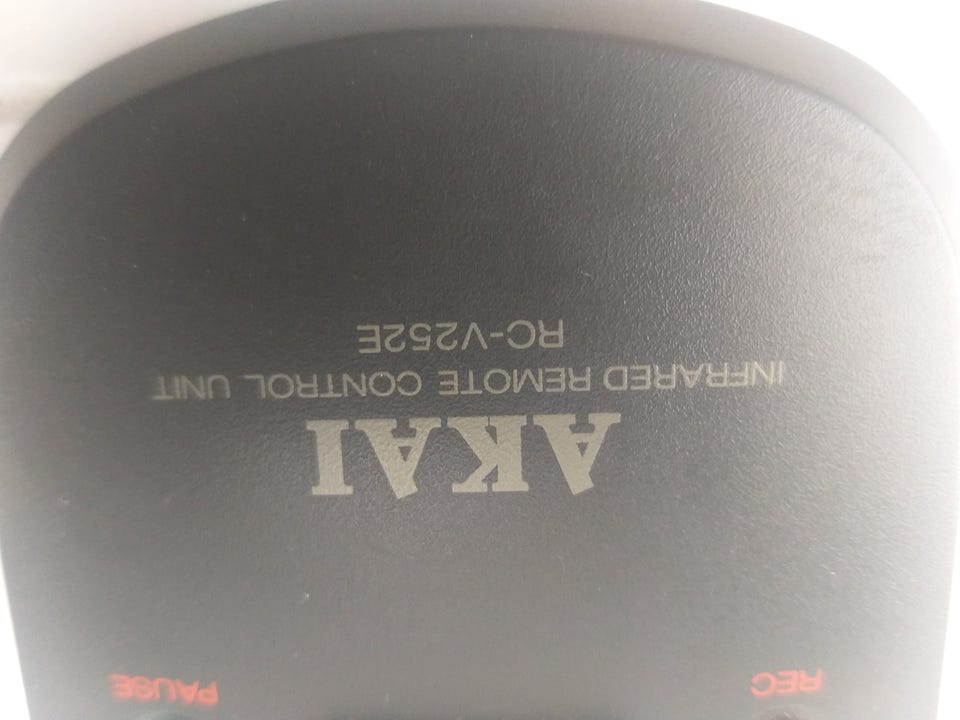 REC PAUSE
AKAI
INFRARED REMOTE CONTROL UNIT
RC-V252E